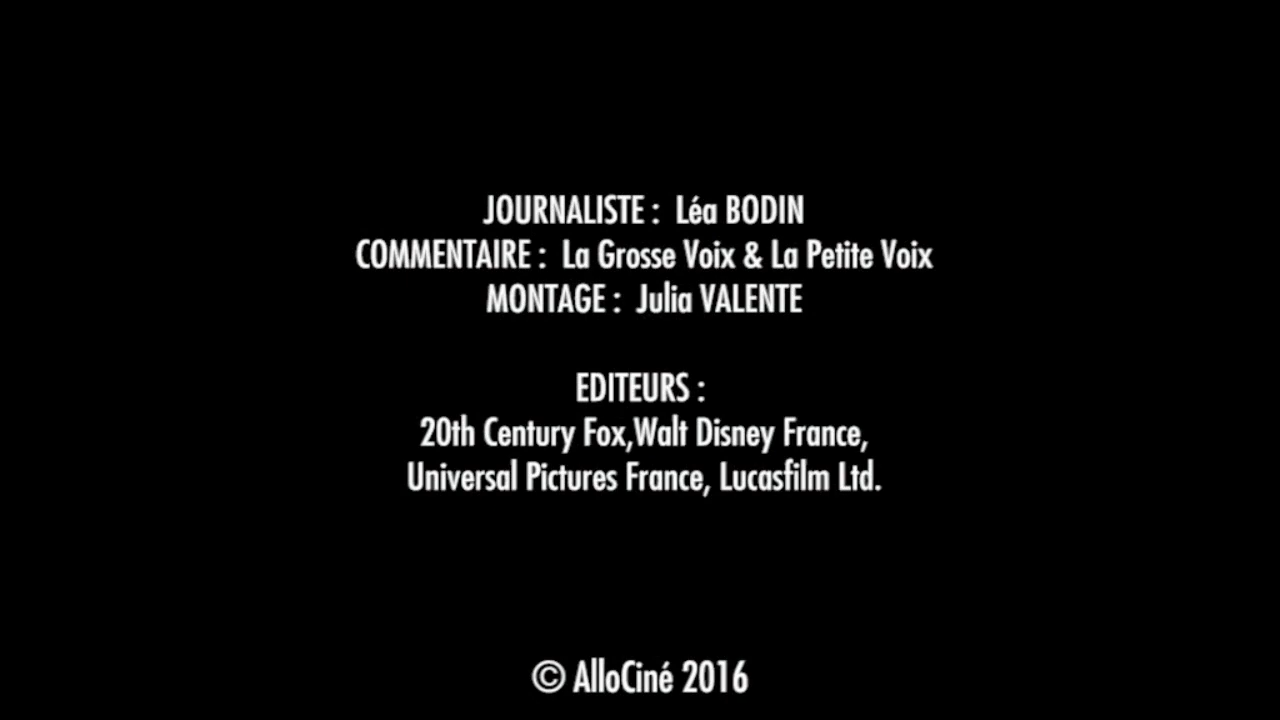 JOURNALISTE : Léa BODIN
COMMENTAIRE : La Grosse Voix & La Petite Voix
MONTAGE : Julia VALENTE
EDITEURS :
20th Century Fox,Walt Disney France,
Universal Pictures France, Lucasfilm Ltd.
© AlloCiné 2016